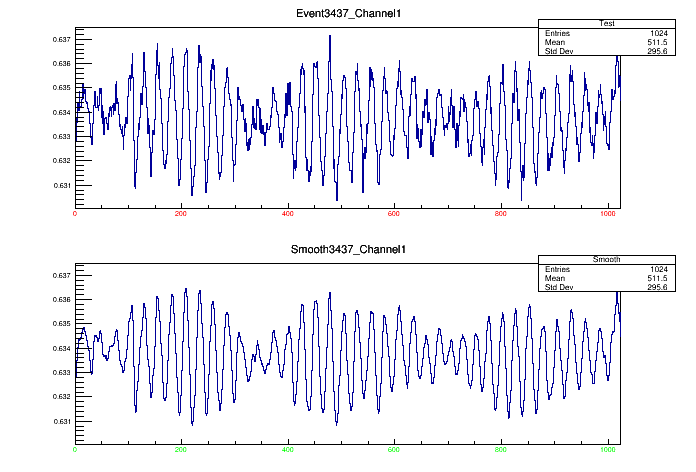 Event3437_Channel1
Test
Entries 1024
Mean 511.5
Std Dev 295.6
0.637
0.636
0.635
0.634
0.633
0.632
0.631
0 200 400 600 800 1000
Smooth3437_Channel1
Smooth
Entries 1024
Mean 511.5
Std Dev 295.6
0.637
0.636
0.635
0.634
0.633
0.632
0.631
0 200 400 600 800 1000